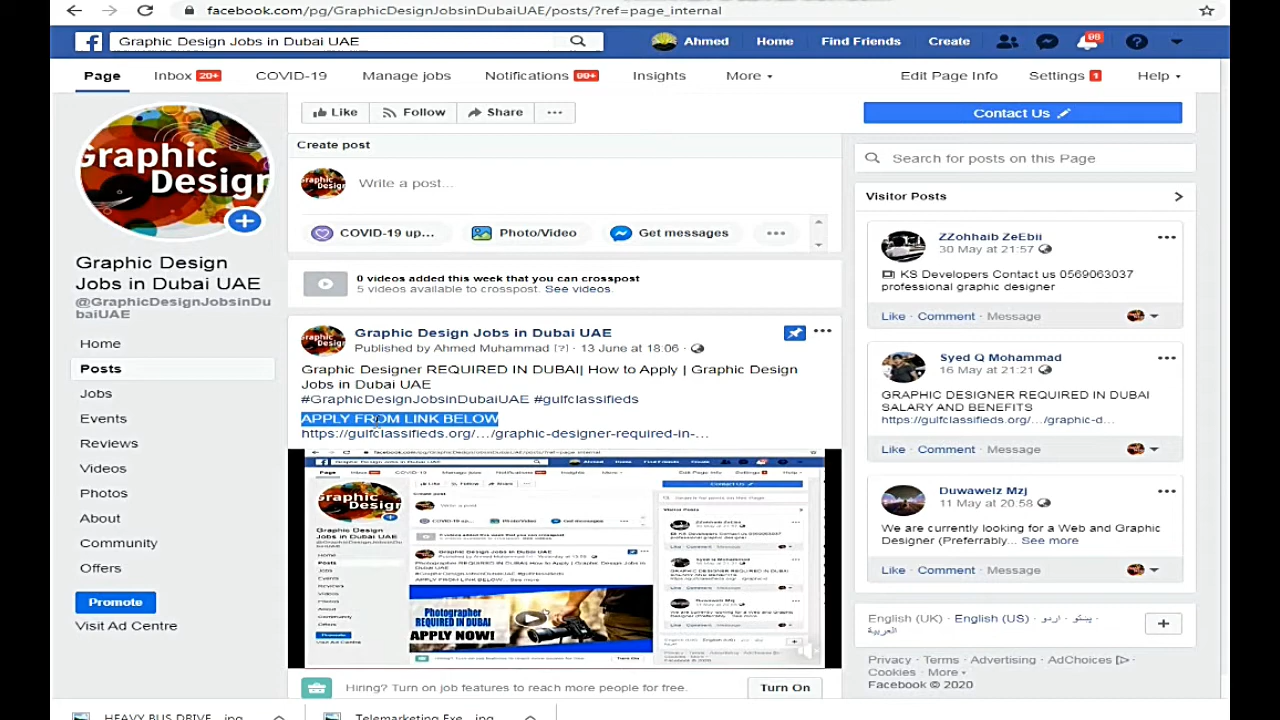 facebook.com/pg/GraphicDesignJobsinDubaiUAE/posts/?ref=page_internal
Graphic Design Jobs in Dubai UAE
Ahmed Home Find Friends Create
Page Inbox 20+ COVID-19 Manage jobs Notifications 99+ Insights More Edit Page Info Settings 1 Help
Like Follow Share ...
Contact Us
Graphic
Design
Graphic Design
Jobs in Dubai UAE
@GraphicDesignJobsinDu
baiUAE
Home
Posts
Jobs
Events
Reviews
Videos
Photos
About
Community
Offers
Promote
Visit Ad Centre
Create post
Write a post...
COVID-19 up... Photo/Video Get messages ...
0 videos added this week that you can crosspost
5 videos available to crosspost. See videos.
Graphic Design Jobs in Dubai UAE
Published by Ahmed Muhammad [?] · 13 June at 18:06 ·
Graphic Designer REQUIRED IN DUBAI| How to Apply | Graphic Design
Jobs in Dubai UAE
#GraphicDesignJobsinDubaiUAE #gulfclassifieds
APPLY FROM LINK BELOW
https://gulfclassifieds.org/.../graphic-designer-required-in-...
Graphic Design
Jobs in Dubai UAE
Photographer
REQUIRED IN DUBAI
APPLY NOW!
Hiring? Turn on job features to reach more people for free.
Turn On
Search for posts on this Page
Visitor Posts
ZZohhaib ZeEbii
30 May at 21:57
KS Developers Contact us 0569063037
professional graphic designer
Like · Comment · Message
Syed Q Mohammad
16 May at 21:21
GRAPHIC DESIGNER REQUIRED IN DUBAI
SALARY AND BENEFITS
https://gulfclassifieds.org/.../graphic-d...
Like · Comment · Message
Duwawelz Mzj
11 May at 20:58
We are currently looking for a Web and Graphic
Designer (Preferrably... See more
Like · Comment · Message
English (UK) · English (US) · اردو · پښتو ·
العربية
Privacy · Terms · Advertising · AdChoices ·
Cookies · More
Facebook © 2020
HEAVY BUS DRIVE....jpg
Telemarketing Exe....jpg